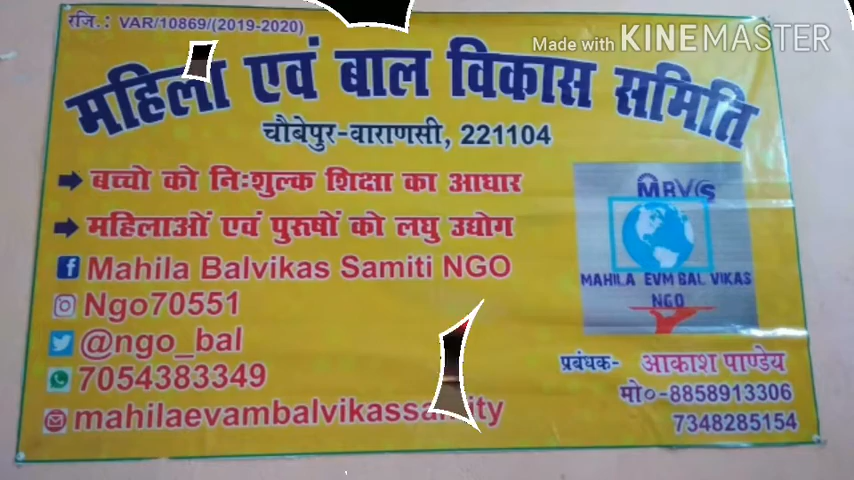 रजि.: VAR/10869/(2019-2020)
Made with KINEMASTER
महिला एवं बाल विकास समिति
चौबेपुर-वाराणसी, 221104
बच्चो को निःशुल्क शिक्षा का आधार
महिलाओं एवं पुरुषों को लघु उद्योग
Mahila Balvikas Samiti NGO
Ngo70551
@ngo_bal
7054383349
MBVS
MAHILA EVM BAL VIKAS
NGO
प्रबंधक- आकाश पाण्डेय
मो०-8858913306
7348285154